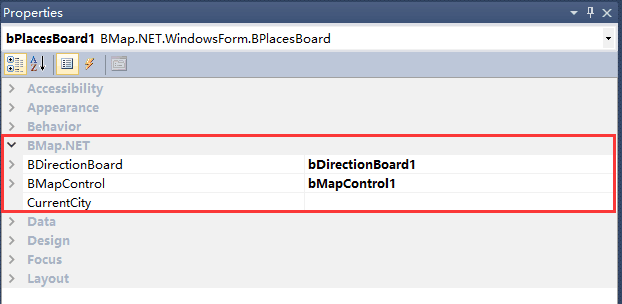 Properties
bPlacesBoard1 BMap.NET.WindowsForm.BPlacesBoard
Accessibility
Appearance
Behavior
BMap.NET
BDirectionBoard bDirectionBoard1
BMapControl bMapControl1
CurrentCity
Data
Design
Focus
Layout